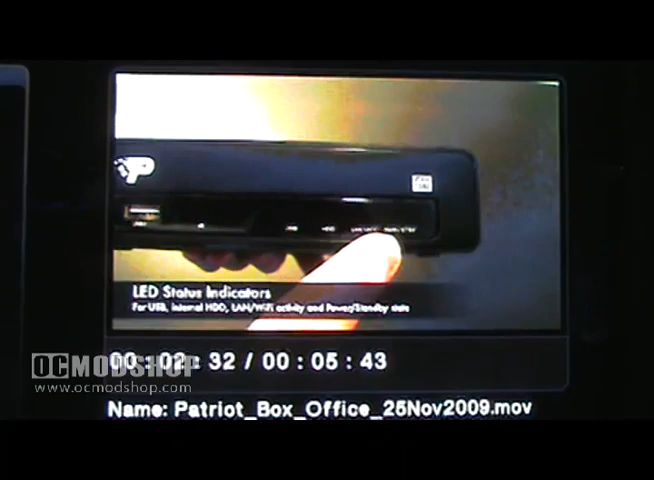 LED Status Indicators
For USB, internal HDD, LAN/WiFi activity and Power/Standby state
00 : 02 : 32 / 00 : 05 : 43
OCMODSHOP
www.ocmodshop.com
Name: Patriot_Box_Office_25Nov2009.mov